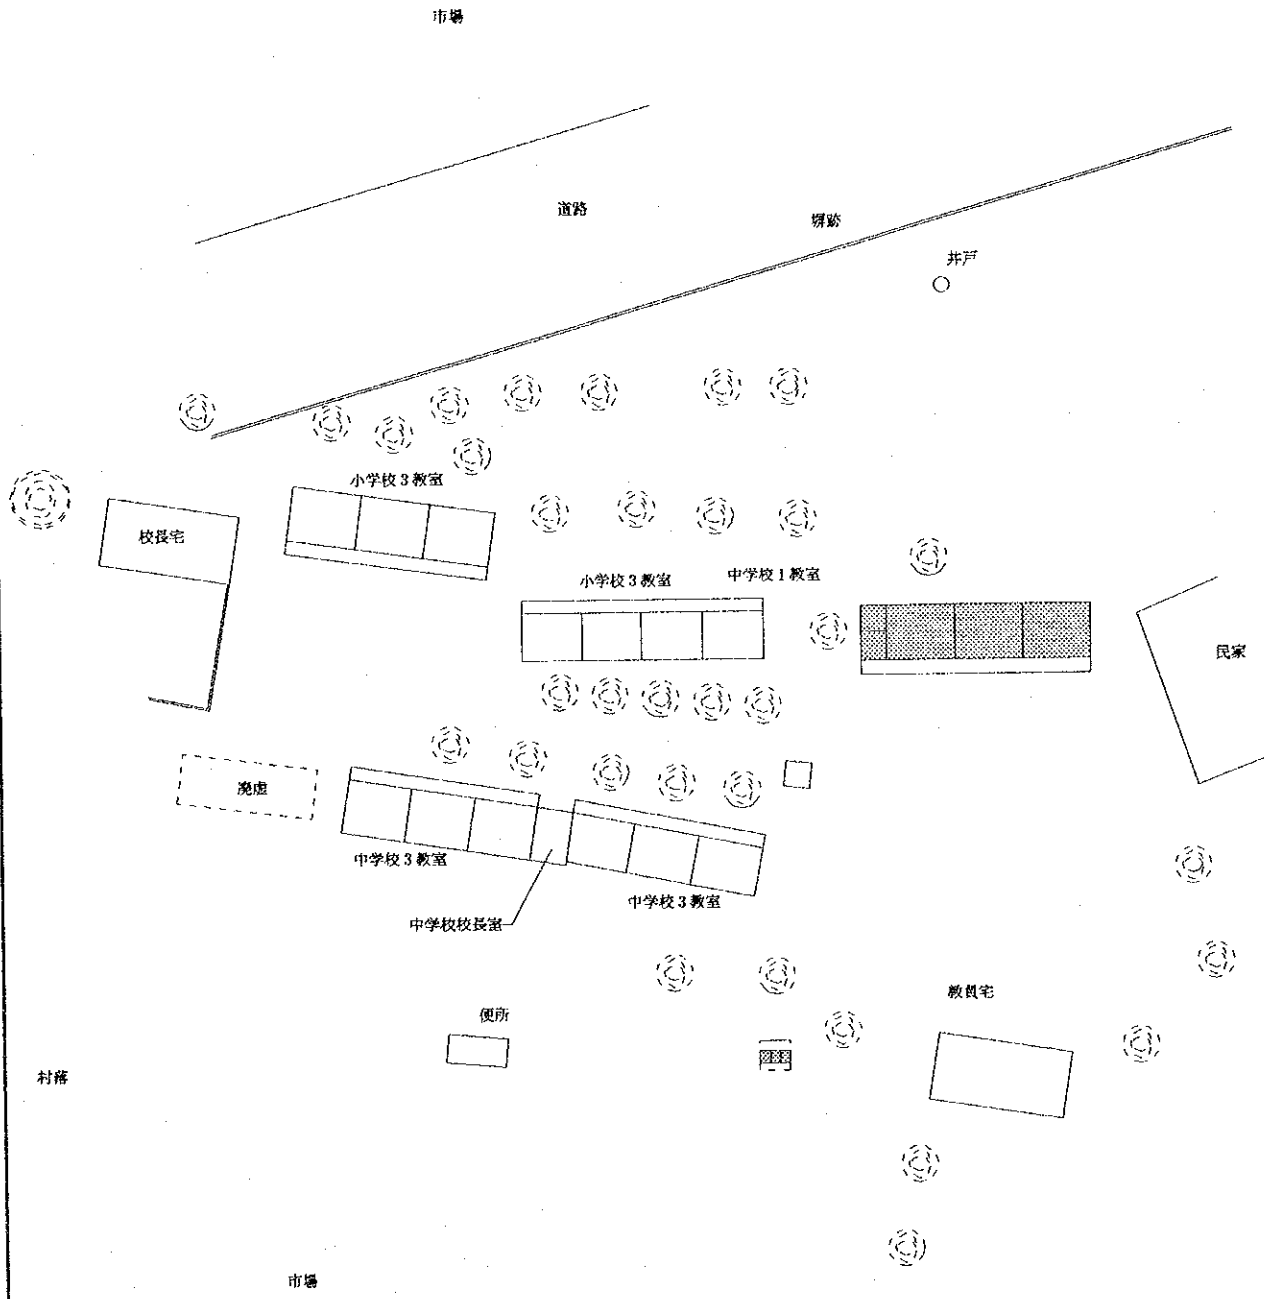 市場
道路
塀跡
井戸
小学校3教室
校長宅
小学校3教室
中学校1教室
民家
廃虚
中学校3教室
中学校3教室
中学校校長室
教員宅
便所
村落
市場